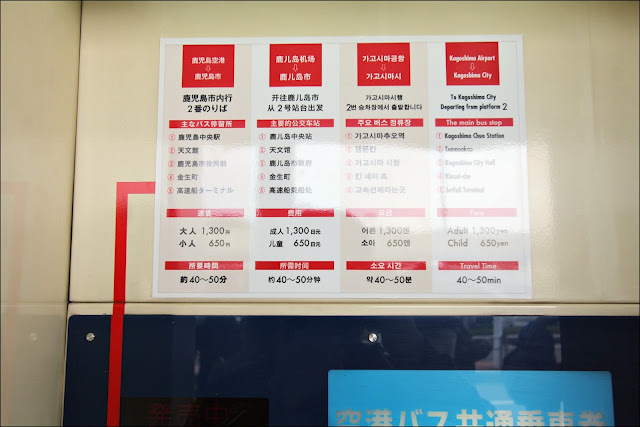 鹿児島空港
⇩
鹿児島市
鹿児島市内行
2番のりば
主なバス停留所
① 鹿児島中央駅
② 天文館
③ 鹿児島市役所前
④ 金生町
⑤ 高速船ターミナル
運賃
大人 1,300円
小人 650円
所要時間
約40〜50分
鹿儿岛机场
⇩
鹿儿岛市
开往鹿儿岛市
从2号站台出发
主要的公交车站
① 鹿儿岛中央站
② 天文馆
③ 鹿儿岛市政府
④ 金生町
⑤ 高速船乘船处
费用
成人 1,300日元
儿童 650日元
所需时间
约40〜50分钟
가고시마공항
⇩
가고시마시
가고시마시행
2번 승차장에서 출발합니다
주요 버스 정류장
① 가고시마추오역
② 텐몬칸
③ 가고시마 시청
④ 킨 세이 쵸
⑤ 고속선페리타는곳
요금
어른 1,300엔
소아 650엔
소요 시간
약 40〜50분
Kagoshima Airport
⇩
Kagoshima City
To Kagoshima City
Departing from platform 2
The main bus stop
① Kagoshima Chuo Station
② Tenmonkan
③ Kagoshima City Hall
④ Kinsei-cho
⑤ Jetfoil Terminal
Fare
Adult 1,300yen
Child 650yen
Travel Time
40〜50min
発売中
空港バス共通乗車券